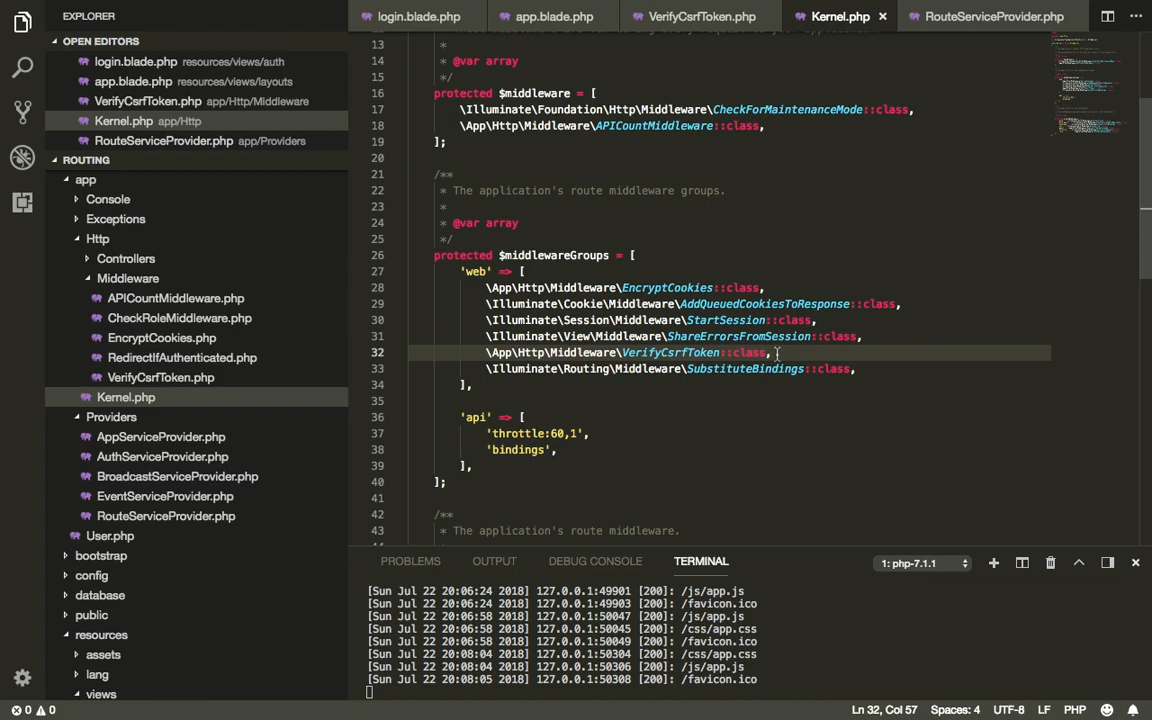 EXPLORER
OPEN EDITORS
login.blade.php resources/views/auth
app.blade.php resources/views/layouts
VerifyCsrfToken.php app/Http/Middleware
Kernel.php app/Http
RouteServiceProvider.php app/Providers
ROUTING
app
Console
Exceptions
Http
Controllers
Middleware
APICountMiddleware.php
CheckRoleMiddleware.php
EncryptCookies.php
RedirectIfAuthenticated.php
VerifyCsrfToken.php
Kernel.php
Providers
AppServiceProvider.php
AuthServiceProvider.php
BroadcastServiceProvider.php
EventServiceProvider.php
RouteServiceProvider.php
User.php
bootstrap
config
database
public
resources
assets
lang
views
login.blade.php app.blade.php VerifyCsrfToken.php Kernel.php × RouteServiceProvider.php
13 *
14 * @var array
15 */
16 protected $middleware = [
17 \Illuminate\Foundation\Http\Middleware\CheckForMaintenanceMode::class,
18 \App\Http\Middleware\APICountMiddleware::class,
19 ];
20
21 /**
22 * The application's route middleware groups.
23 *
24 * @var array
25 */
26 protected $middlewareGroups = [
27 'web' => [
28 \App\Http\Middleware\EncryptCookies::class,
29 \Illuminate\Cookie\Middleware\AddQueuedCookiesToResponse::class,
30 \Illuminate\Session\Middleware\StartSession::class,
31 \Illuminate\View\Middleware\ShareErrorsFromSession::class,
32 \App\Http\Middleware\VerifyCsrfToken::class,
33 \Illuminate\Routing\Middleware\SubstituteBindings::class,
34 ],
35
36 'api' => [
37 'throttle:60,1',
38 'bindings',
39 ],
40 ];
41
42 /**
43 * The application's route middleware.
PROBLEMS OUTPUT DEBUG CONSOLE TERMINAL 1: php-7.1.1
[Sun Jul 22 20:06:24 2018] 127.0.0.1:49901 [200]: /js/app.js
[Sun Jul 22 20:06:24 2018] 127.0.0.1:49903 [200]: /favicon.ico
[Sun Jul 22 20:06:58 2018] 127.0.0.1:50047 [200]: /js/app.js
[Sun Jul 22 20:06:58 2018] 127.0.0.1:50045 [200]: /css/app.css
[Sun Jul 22 20:06:58 2018] 127.0.0.1:50049 [200]: /favicon.ico
[Sun Jul 22 20:08:04 2018] 127.0.0.1:50304 [200]: /css/app.css
[Sun Jul 22 20:08:04 2018] 127.0.0.1:50306 [200]: /js/app.js
[Sun Jul 22 20:08:05 2018] 127.0.0.1:50308 [200]: /favicon.ico
0 0 Ln 32, Col 57 Spaces: 4 UTF-8 LF PHP